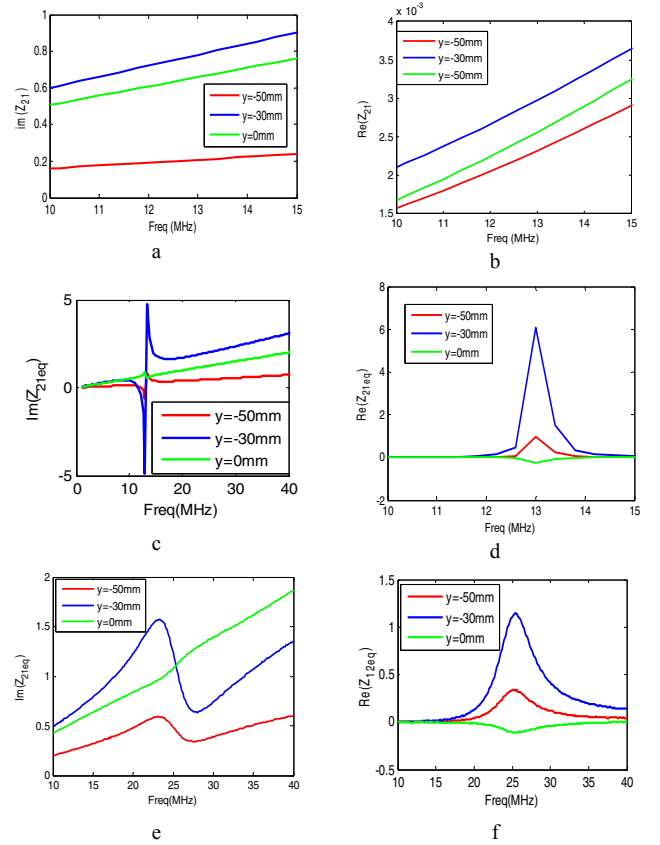 im (Z21)
1
0.8
0.6
0.4
0.2
0
10 11 12 13 14 15
Freq (MHz)
y=-50mm
y=-30mm
y=0mm
a
x 10-3
Re(Z21)
4
3.5
3
2.5
2
1.5
10 11 12 13 14 15
Freq (MHz)
y=-50mm
y=-30mm
y=-50mm
b
Im(Z21eq)
5
0
-5
0 10 20 30 40
Freq(MHz)
y=-50mm
y=-30mm
y=0mm
c
Re(Z21eq)
8
6
4
2
0
-2
10 11 12 13 14 15
Freq (MHz)
y=-50mm
y=-30mm
y=0mm
d
Im(Z21eq)
2
1.5
1
0.5
0
10 15 20 25 30 35 40
Freq(MHz)
y=-50mm
y=-30mm
y=0mm
e
Re(Z12eq)
1.5
1
0.5
0
-0.5
10 15 20 25 30 35 40
Freq(MHz)
y=-50mm
y=-30mm
y=0mm
f